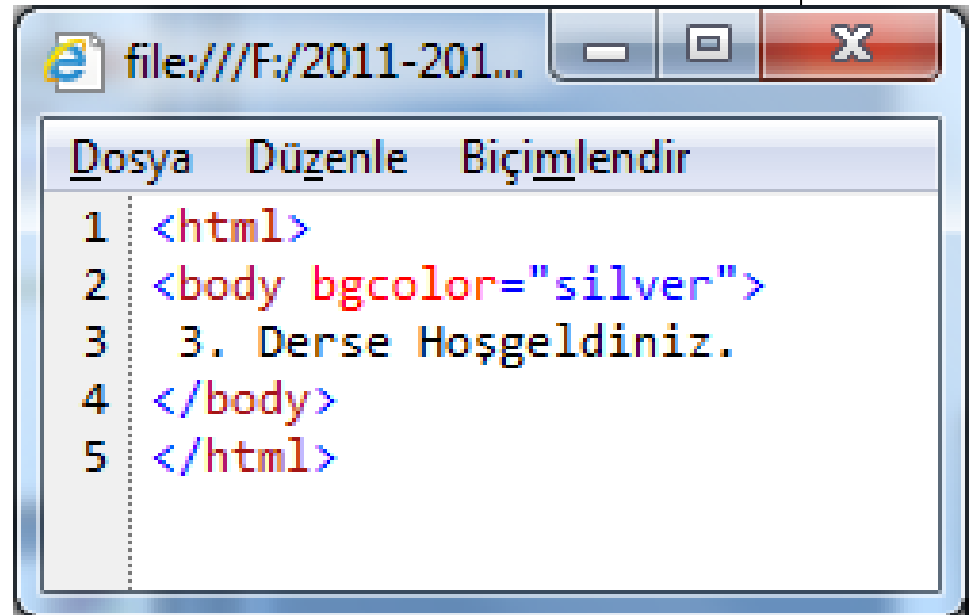 file:///F:/2011-201...
Dosya Düzenle Biçimlendir
1 <html>
2 <body bgcolor="silver">
3 3. Derse Hoşgeldiniz.
4 </body>
5 </html>